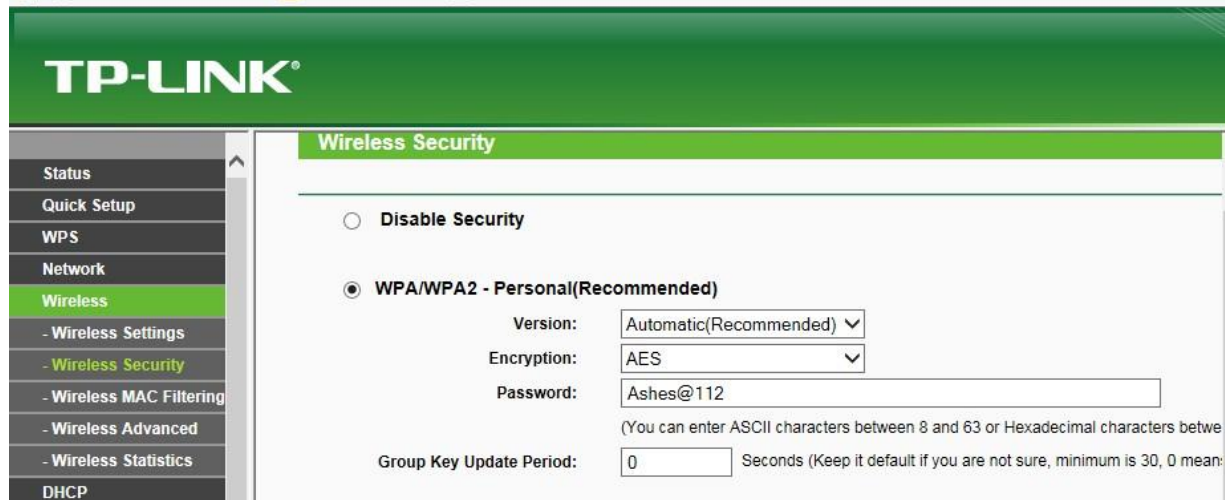 TP-LINK®
Status
Quick Setup
WPS
Network
Wireless
- Wireless Settings
- Wireless Security
- Wireless MAC Filtering
- Wireless Advanced
- Wireless Statistics
DHCP
Wireless Security
Disable Security
WPA/WPA2 - Personal(Recommended)
Version: Automatic(Recommended)
Encryption: AES
Password: Ashes@112
(You can enter ASCII characters between 8 and 63 or Hexadecimal characters
Group Key Update Period: 0 Seconds (Keep it default if you are not sure, minimum is 30, 0